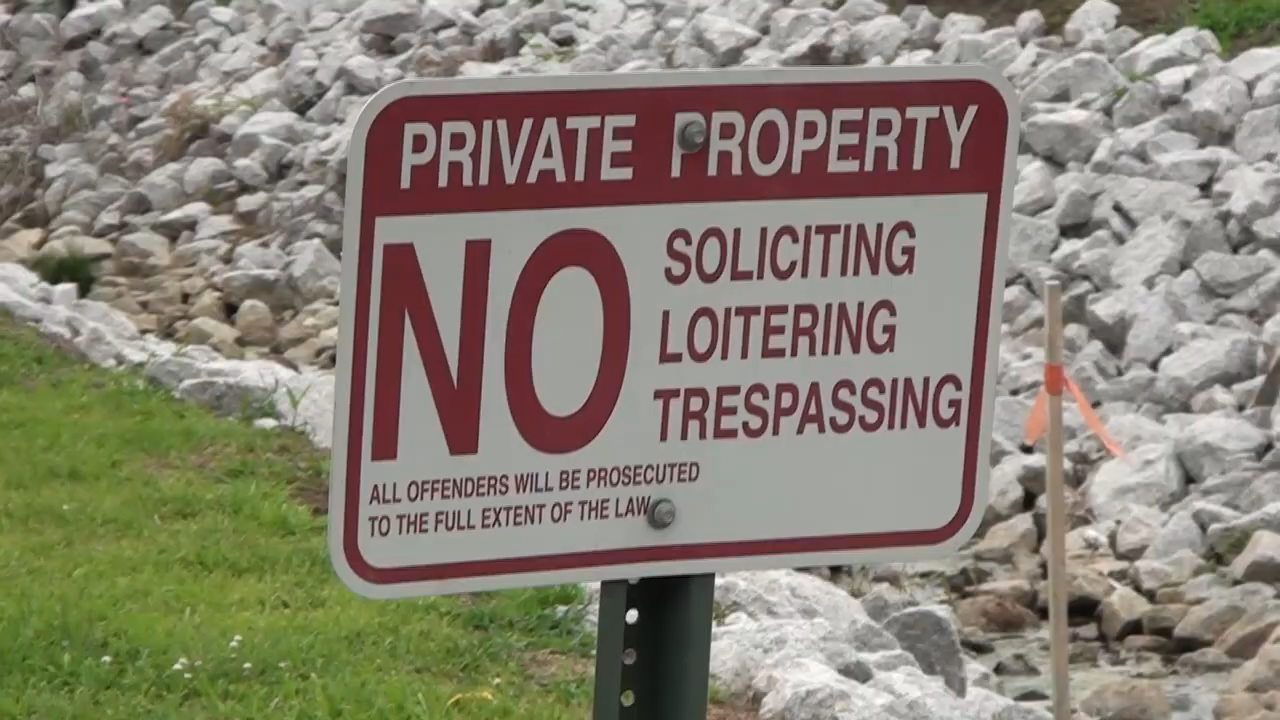 PRIVATE PROPERTY
NO
SOLICITING
LOITERING
TRESPASSING
ALL OFFENDERS WILL BE PROSECUTED
TO THE FULL EXTENT OF THE LAW